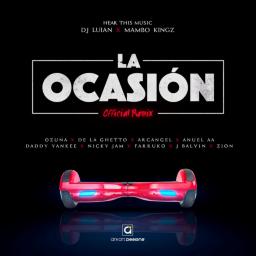 HEAR THIS MUSIC
DJ LUIAN X MAMBO KINGZ
LA
OCASIÓN
Official Remix
OZUNA X DE LA GHETTO X ARCANGEL X ANUEL AA
DADDY YANKEE X NICKY JAM X FARRUKO X J BALVIN X ZION